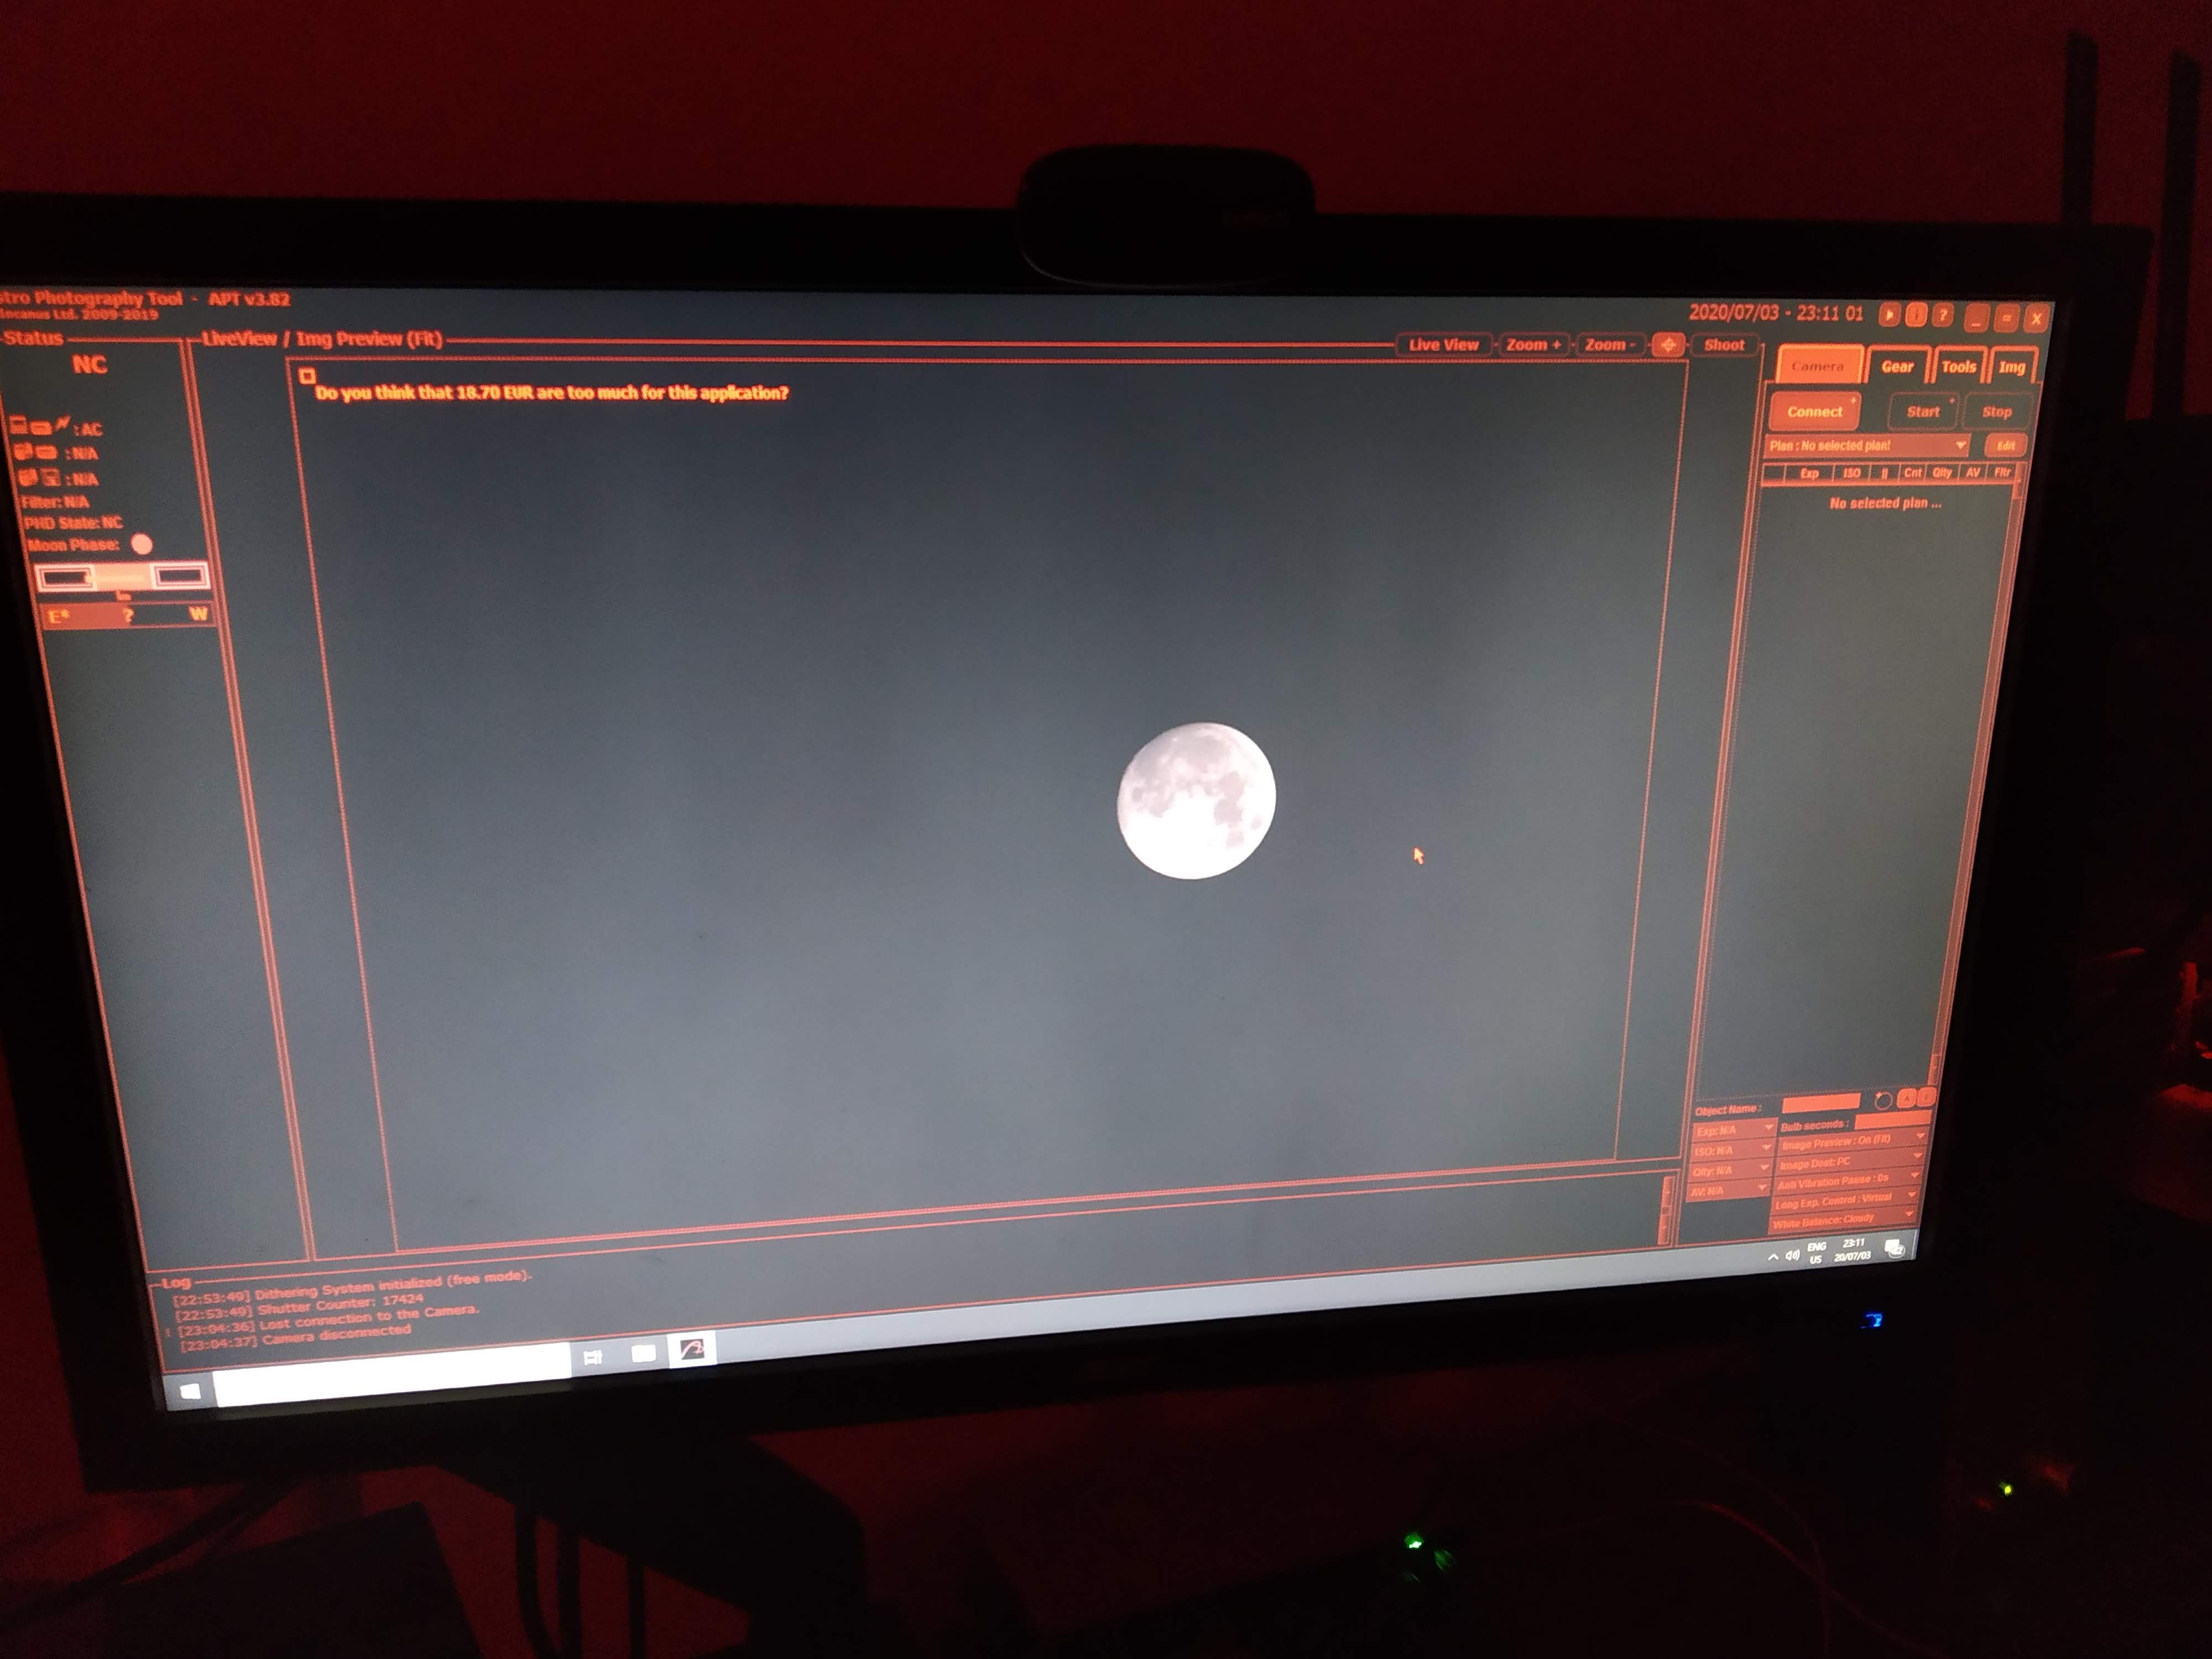 stro Photography Tool - APT v3.82
Incanus Ltd. 2009-2019
2020/07/03 - 23:11 01
?
_
=
X
Status
NC
: AC
: N/A
: N/A
Filter: N/A
PHD State: NC
Moon Phase:
E* ? W
LiveView / Img Preview (Fit)
Live View Zoom + Zoom - Shoot
Do you think that 18.70 EUR are too much for this application?
Camera Gear Tools Img
Connect Start Stop
Plan : No selected plan! Edit
Exp ISO || Cnt Qlty AV Fltr
No selected plan ...
Object Name :
Exp: N/A Bulb seconds :
ISO: N/A Image Preview : On (Fit)
Qlty: N/A Image Dest: PC
AV: N/A Anti Vibration Pause : 0s
Long Exp. Control : Virtual
White Balance: Cloudy
Log
[22:53:49] Dithering System initialized (free mode).
[22:53:49] Shutter Counter: 17424
! [23:04:36] Lost connection to the Camera.
[23:04:37] Camera disconnected
ENG 23:11
US 20/07/03